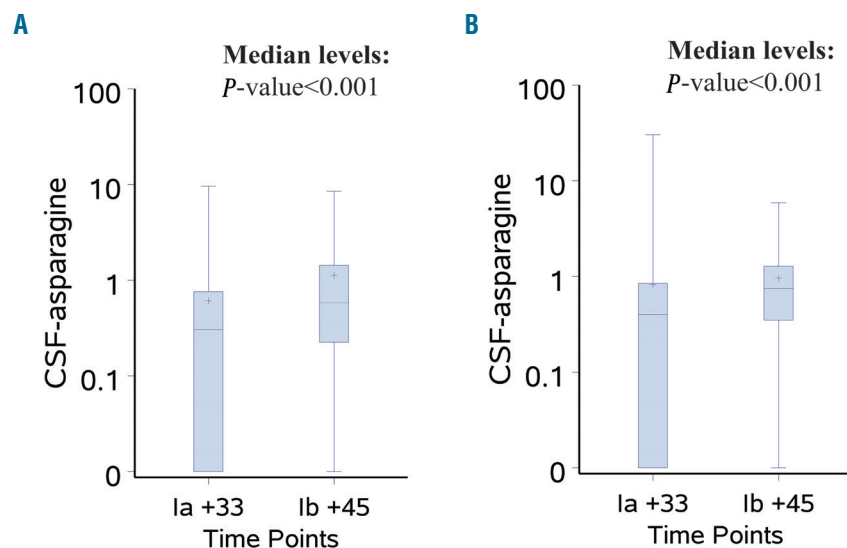 A
Median levels:
P-value<0.001
100
10
1
0.1
0
CSF-asparagine
Ia +33
Ib +45
Time Points
B
Median levels:
P-value<0.001
100
10
1
0.1
0
CSF-asparagine
Ia +33
Ib +45
Time Points